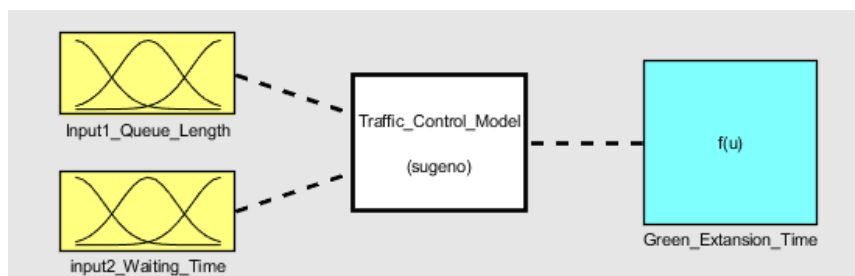 Input1_Queue_Length
Traffic_Control_Model
(sugeno)
f(u)
input2_Waiting_Time
Green_Extansion_Time